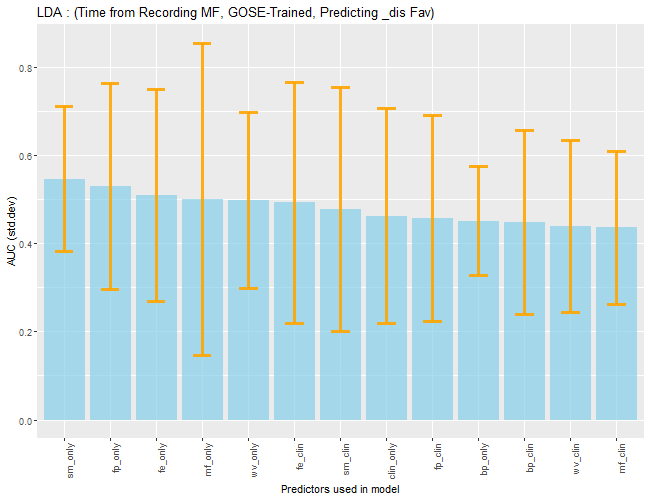 LDA : (Time from Recording MF, GOSE-Trained, Predicting _dis Fav)
AUC (std.dev)
0.8
0.6
0.4
0.2
0.0
sm_only
fp_only
fe_only
mf_only
wv_only
fe_clin
sm_clin
clin_only
fp_clin
bp_only
bp_clin
wv_clin
mf_clin
Predictors used in model